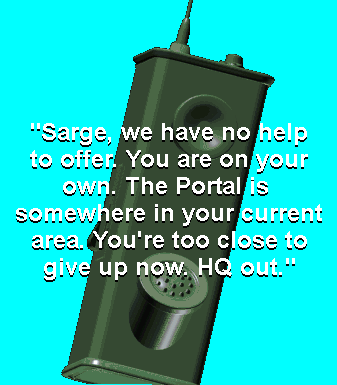 "Sarge, we have no help
to offer. You are on your
own. The Portal is
somewhere in your current
area. You're too close to
give up now. HQ out."